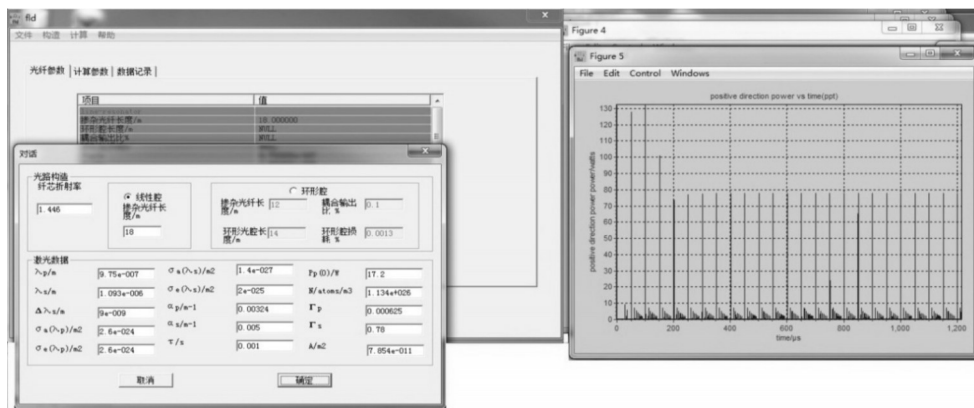 fld
文件 构造 计算 帮助
光纤参数 计算参数 数据记录
项目 值
掺杂光纤长度/m 18.000000
环形腔长度/m NULL
耦合输出比% NULL
对话
光路构造
纤芯折射率
1.446
线性腔
掺杂光纤长度/m
18
环形腔
掺杂光纤长度/m 12
耦合输出比 % 0.1
环形光腔长度/m 14
环形腔损耗 % 0.0013
激光数据
λp/m 9.75e-007
λs/m 1.093e-006
Δλs/m 9e-009
σa(λp)/m2 2.6e-024
σe(λp)/m2 2.6e-024
σa(λs)/m2 1.4e-027
σe(λs)/m2 2e-025
αp/m-1 0.00324
αs/m-1 0.005
τ/s 0.001
Pp(0)/W 17.2
N/atoms/m3 1.134e+026
Γp 0.000625
Γs 0.78
A/m2 7.854e-011
取消 确定
Figure 4
Figure 5
File Edit Control Windows
positive direction power vs time(ppt)
positive direction power power/watts
130
120
110
100
90
80
70
60
50
40
30
20
10
0
0 200 400 600 800 1,000 1,200
time/μs